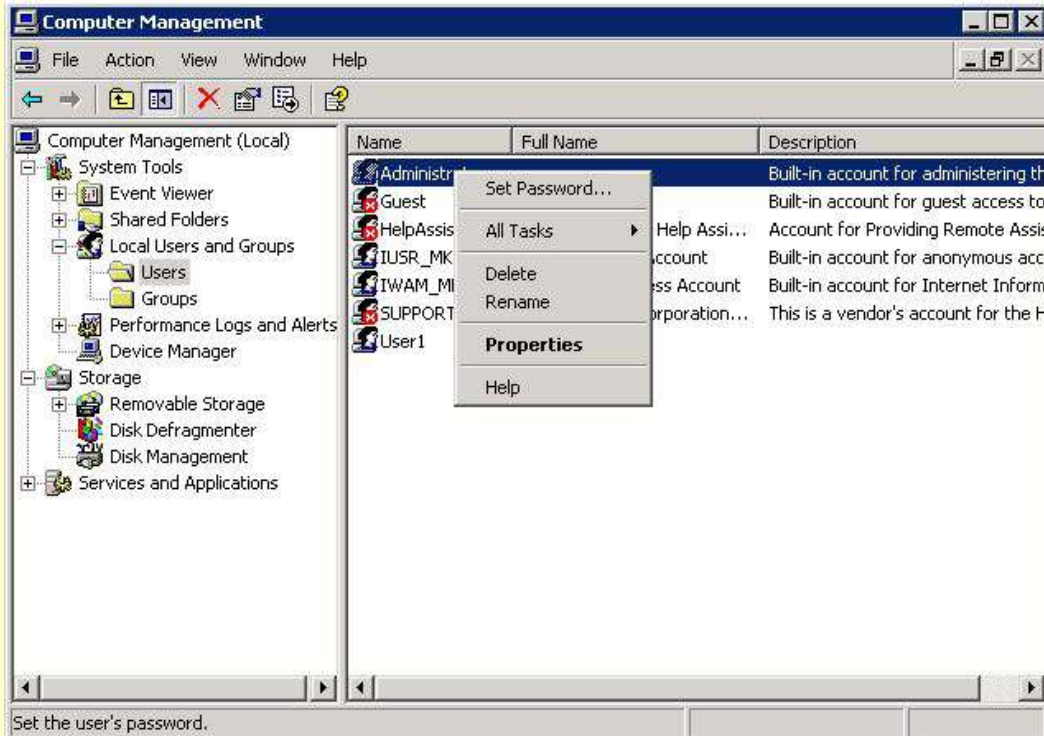 Computer Management
File Action View Window Help
Computer Management (Local)
System Tools
Event Viewer
Shared Folders
Local Users and Groups
Users
Groups
Performance Logs and Alerts
Device Manager
Storage
Removable Storage
Disk Defragmenter
Disk Management
Services and Applications
Name Full Name Description
Administrat Built-in account for administering th
Guest Built-in account for guest access to
HelpAssis Help Assi... Account for Providing Remote Assis
IUSR_MK ccount Built-in account for anonymous acc
IWAM_M ess Account Built-in account for Internet Inform
SUPPORT rporation... This is a vendor's account for the H
User1
Set Password...
All Tasks
Delete
Rename
Properties
Help
Set the user's password.